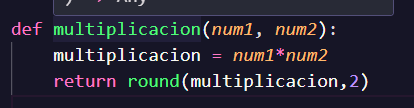 def multiplicacion(num1, num2):
    multiplicacion = num1*num2
    return round(multiplicacion,2)